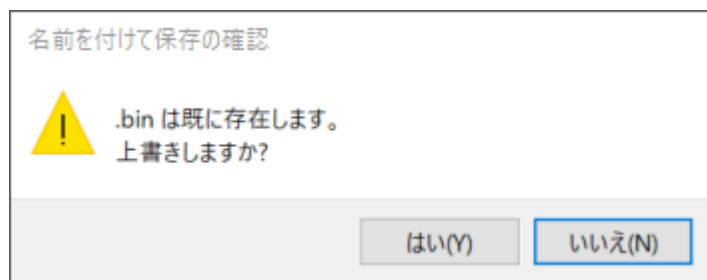 名前を付けて保存の確認
.bin は既に存在します。
上書きしますか?
はい(Y)
いいえ(N)